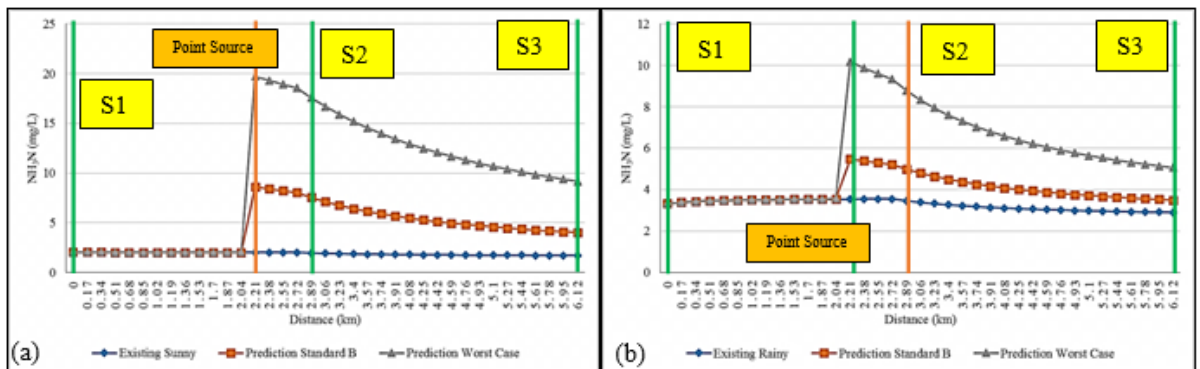 S1
Point Source
S2
S3
25
20
15
10
5
0
NH₃N (mg/L)
0 0.17 0.34 0.51 0.68 0.85 1.02 1.19 1.36 1.53 1.7 1.87 2.04 2.21 2.38 2.55 2.72 2.89 3.06 3.23 3.4 3.57 3.74 3.91 4.08 4.25 4.42 4.59 4.76 4.93 5.1 5.27 5.44 5.61 5.78 5.95 6.12
Distance (km)
(a)
Existing Sunny Prediction Standard B Prediction Worst Case
S1
S2
S3
Point Source
12
10
8
6
4
2
0
NH₃N (mg/L)
0 0.17 0.34 0.51 0.68 0.85 1.02 1.19 1.36 1.53 1.7 1.87 2.04 2.21 2.38 2.55 2.72 2.89 3.06 3.23 3.4 3.57 3.74 3.91 4.08 4.25 4.42 4.59 4.76 4.93 5.1 5.27 5.44 5.61 5.78 5.95 6.12
Distance (km)
(b)
Existing Rainy Prediction Standard B Prediction Worst Case